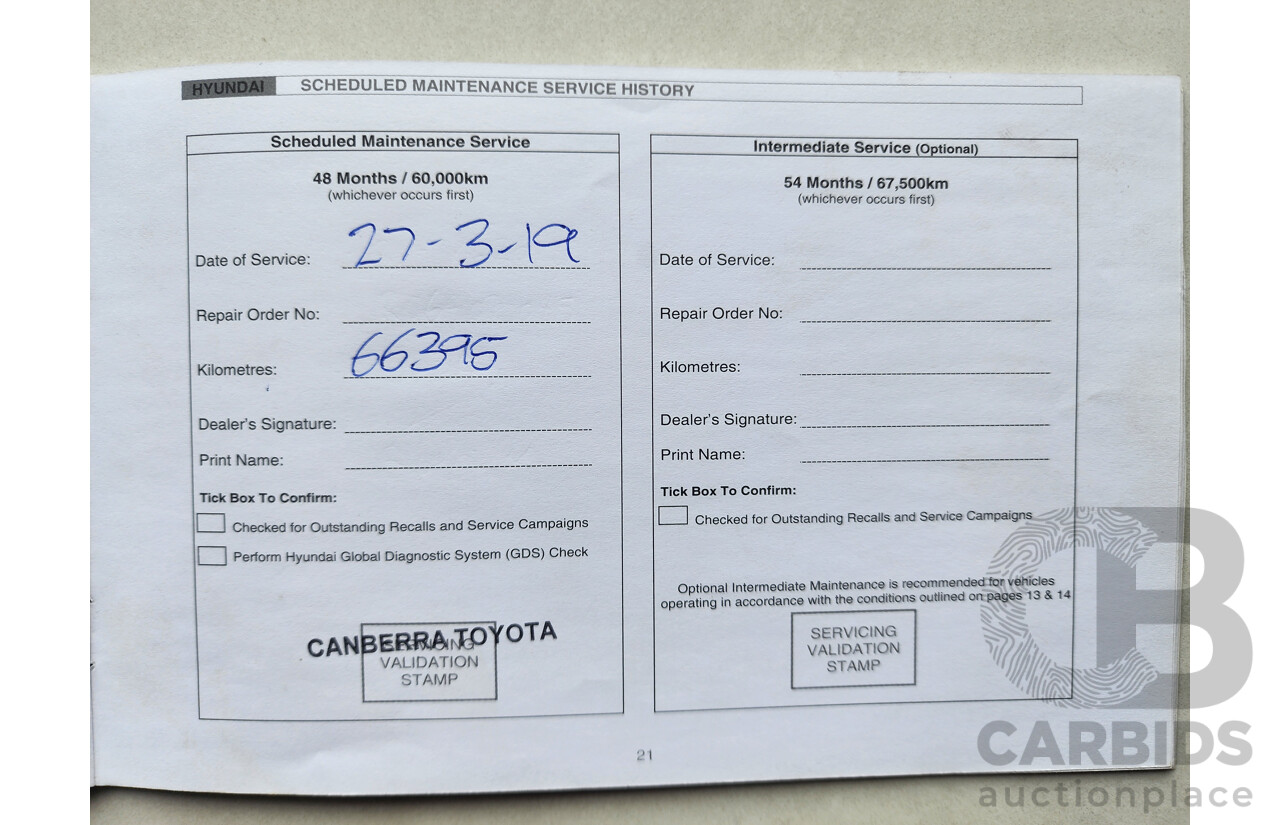 HYUNDAI SCHEDULED MAINTENANCE SERVICE HISTORY
Scheduled Maintenance Service
48 Months / 60,000km
(whichever occurs first)
Date of Service: 27-3-19
Repair Order No:
Kilometres: 66395
Dealer's Signature:
Print Name:
Tick Box To Confirm:
Checked for Outstanding Recalls and Service Campaigns
Perform Hyundai Global Diagnostic System (GDS) Check
CANBERRA TOYOTA
SERVICING
VALIDATION
STAMP
Intermediate Service (Optional)
54 Months / 67,500km
(whichever occurs first)
Date of Service:
Repair Order No:
Kilometres:
Dealer's Signature:
Print Name:
Tick Box To Confirm:
Checked for Outstanding Recalls and Service Campaigns
Optional Intermediate Maintenance is recommended for vehicles
operating in accordance with the conditions outlined on pages 13 & 14
SERVICING
VALIDATION
STAMP
21
CB
CARBIDS
auctionplace